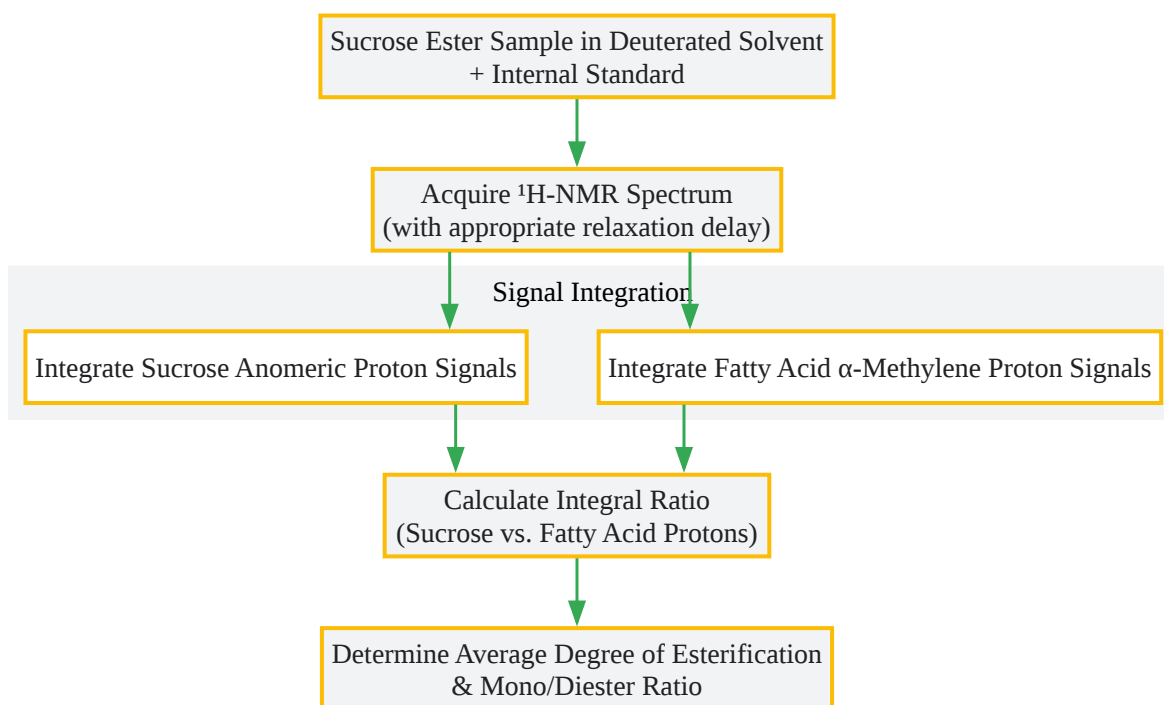 Sucrose Ester Sample in Deuterated Solvent
+ Internal Standard
Acquire ¹H-NMR Spectrum
(with appropriate relaxation delay)
Signal Integration
Integrate Sucrose Anomeric Proton Signals
Integrate Fatty Acid α-Methylene Proton Signals
Calculate Integral Ratio
(Sucrose vs. Fatty Acid Protons)
Determine Average Degree of Esterification
& Mono/Diester Ratio